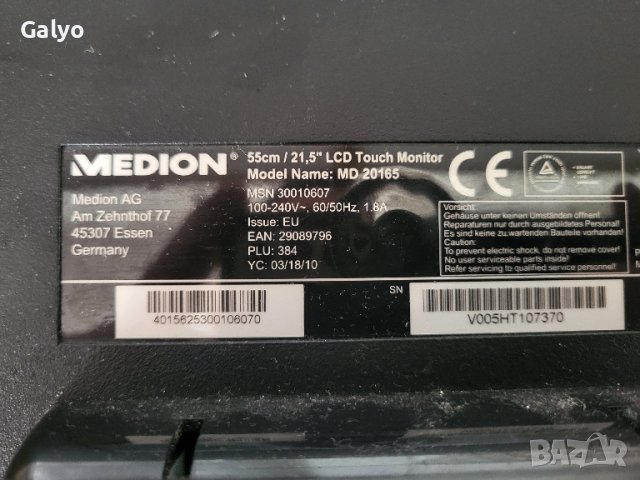 Galyo
MEDION®
55cm / 21,5" LCD Touch Monitor
Model Name: MD 20165
MSN 30010607
100-240V~, 60/50Hz, 1.8A
Issue: EU
EAN: 29089796
PLU: 384
YC: 03/18/10
Medion AG
Am Zehnthof 77
45307 Essen
Germany
CE
Vorsicht:
Gehäuse unter keinen Umständen öffnen!
Reparaturen nur durch ausgebildetes Fachpersonal!
Es sind keine zu wartenden Bauteile vorhanden!
Caution:
To prevent electric shock, do not remove cover!
No user serviceable parts inside!
Refer servicing to qualified service personnel!
4015625300106070
SN
V005HT107370
BAZAR